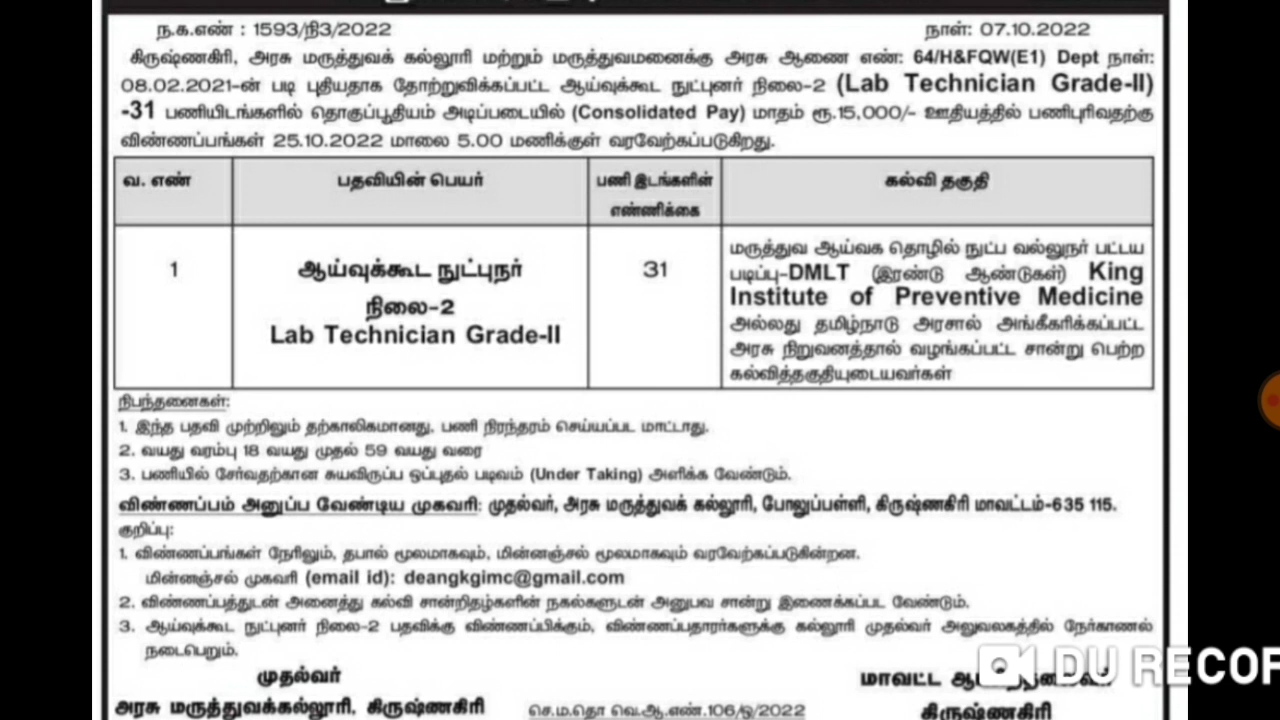 ந.க.எண் : 1593/நி3/2022 நாள்: 07.10.2022
கிருஷ்ணகிரி, அரசு மருத்துவக் கல்லூரி மற்றும் மருத்துவமனைக்கு அரசு ஆணை எண்: 64/H&FQW(E1) Dept நாள்:
08.02.2021-ன் படி புதியதாக தோற்றுவிக்கப்பட்ட ஆய்வுக்கூட நுட்புனர் நிலை-2 (Lab Technician Grade-II)
-31 பணியிடங்களில் தொகுப்பூதியம் அடிப்படையில் (Consolidated Pay) மாதம் ரூ.15,000/- ஊதியத்தில் பணிபுரிவதற்கு
விண்ணப்பங்கள் 25.10.2022 மாலை 5.00 மணிக்குள் வரவேற்கப்படுகிறது.
வ. எண் பதவியின் பெயர் பணி இடங்களின் எண்ணிக்கை கல்வி தகுதி
1 ஆய்வுக்கூட நுட்புநர்
நிலை-2
Lab Technician Grade-II
31
மருத்துவ ஆய்வக தொழில் நுட்ப வல்லுநர் பட்டய
படிப்பு-DMLT (இரண்டு ஆண்டுகள்) King
Institute of Preventive Medicine
அல்லது தமிழ்நாடு அரசால் அங்கீகரிக்கப்பட்ட
அரசு நிறுவனத்தால் வழங்கப்பட்ட சான்று பெற்ற
கல்வித்தகுதியுடையவர்கள்
நிபந்தனைகள்:
1. இந்த பதவி முற்றிலும் தற்காலிகமானது. பணி நிரந்தரம் செய்யப்பட மாட்டாது.
2. வயது வரம்பு 18 வயது முதல் 59 வயது வரை
3. பணியில் சேர்வதற்கான சுயவிருப்ப ஒப்புதல் படிவம் (Under Taking) அளிக்க வேண்டும்.
விண்ணப்பம் அனுப்ப வேண்டிய முகவரி: முதல்வர், அரசு மருத்துவக் கல்லூரி, போலுப்பள்ளி, கிருஷ்ணகிரி மாவட்டம்-635 115.
குறிப்பு:
1. விண்ணப்பங்கள் நேரிலும், தபால் மூலமாகவும், மின்னஞ்சல் மூலமாகவும் வரவேற்கப்படுகின்றன.
மின்னஞ்சல் முகவரி (email id): deangkgimc@gmail.com
2. விண்ணப்பத்துடன் அனைத்து கல்வி சான்றிதழ்களின் நகல்களுடன் அனுபவ சான்று இணைக்கப்பட வேண்டும்.
3. ஆய்வுக்கூட நுட்புனர் நிலை-2 பதவிக்கு விண்ணப்பிக்கும், விண்ணப்பதாரர்களுக்கு கல்லூரி முதல்வர் அலுவலகத்தில் நேர்காணல்
நடைபெறும்.
முதல்வர் மாவட்ட
அரசு மருத்துவக்கல்லூரி, கிருஷ்ணகிரி செ.ம.தொ வெ.ஆ.எண்.106/ஒ/2022 கிருஷ்ணகிரி
DU RECOR